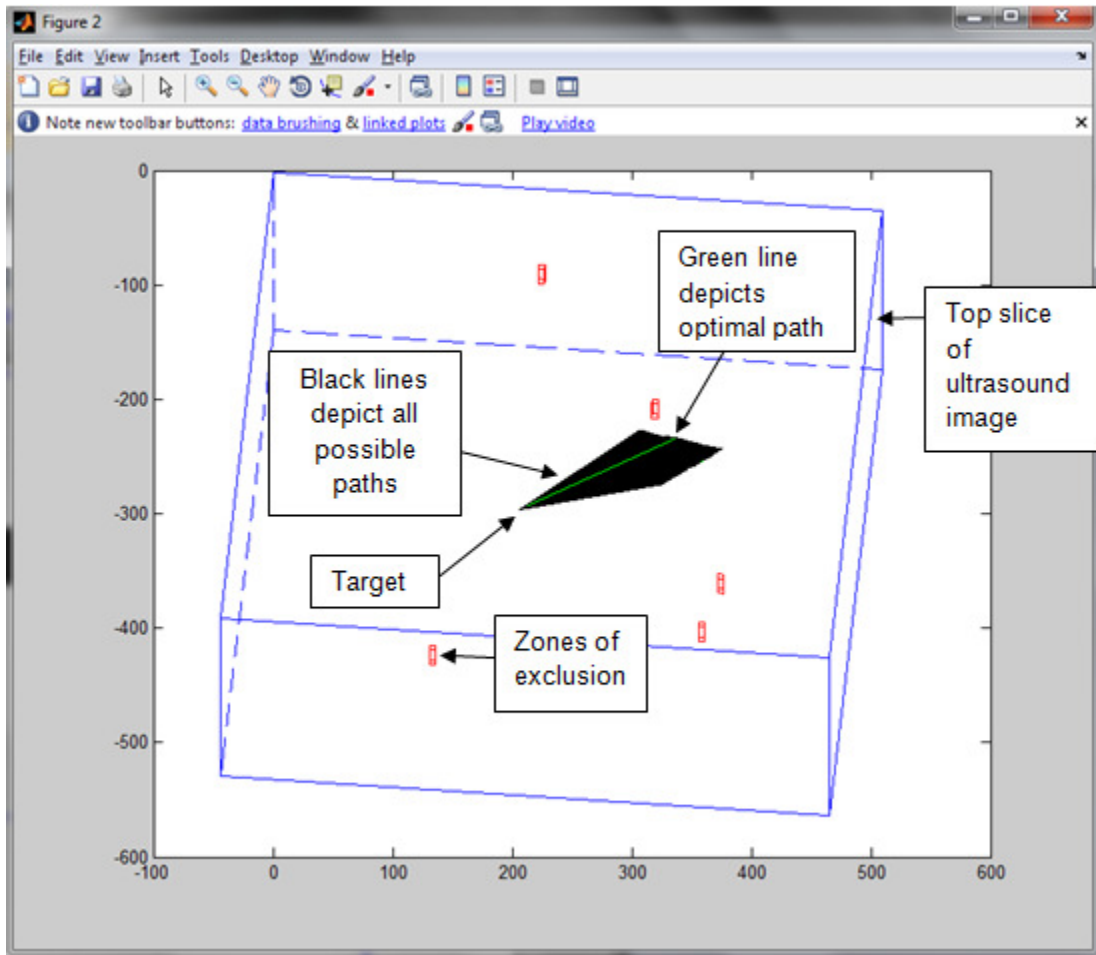 Figure 2
File Edit View Insert Tools Desktop Window Help
Note new toolbar buttons: data brushing & linked plots Play video
0
-100
-200
-300
-400
-500
-600
-100 0 100 200 300 400 500 600
Green line
depicts
optimal path
Top slice
of
ultrasound
image
Black lines
depict all
possible
paths
Target
Zones of
exclusion